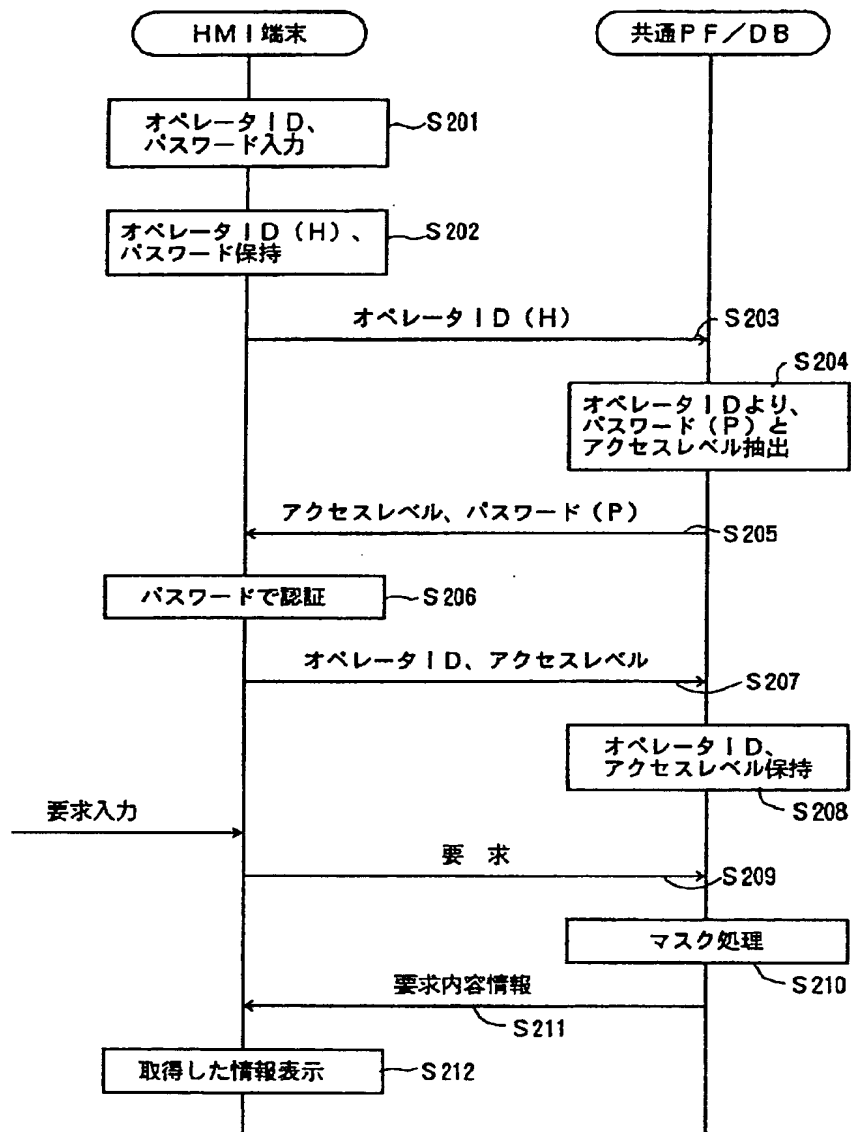 HMI端末
共通PF/DB
オペレータID、
パスワード入力
S201
オペレータID(H)、
パスワード保持
S202
オペレータID(H)
S203
S204
オペレータIDより、
パスワード(P)と
アクセスレベル抽出
アクセスレベル、パスワード(P)
S205
パスワードで認証
S206
オペレータID、アクセスレベル
S207
オペレータID、
アクセスレベル保持
S208
要求入力
要 求
S209
マスク処理
S210
要求内容情報
S211
取得した情報表示
S212